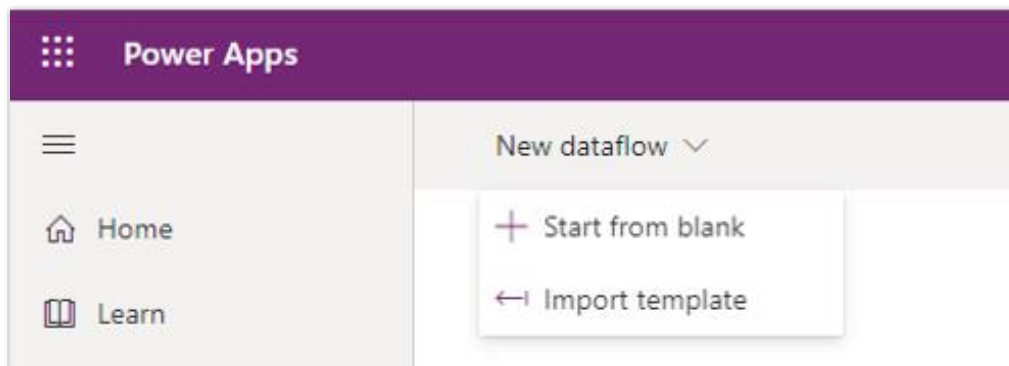 Power Apps
New dataflow
Home
Start from blank
Learn
Import template